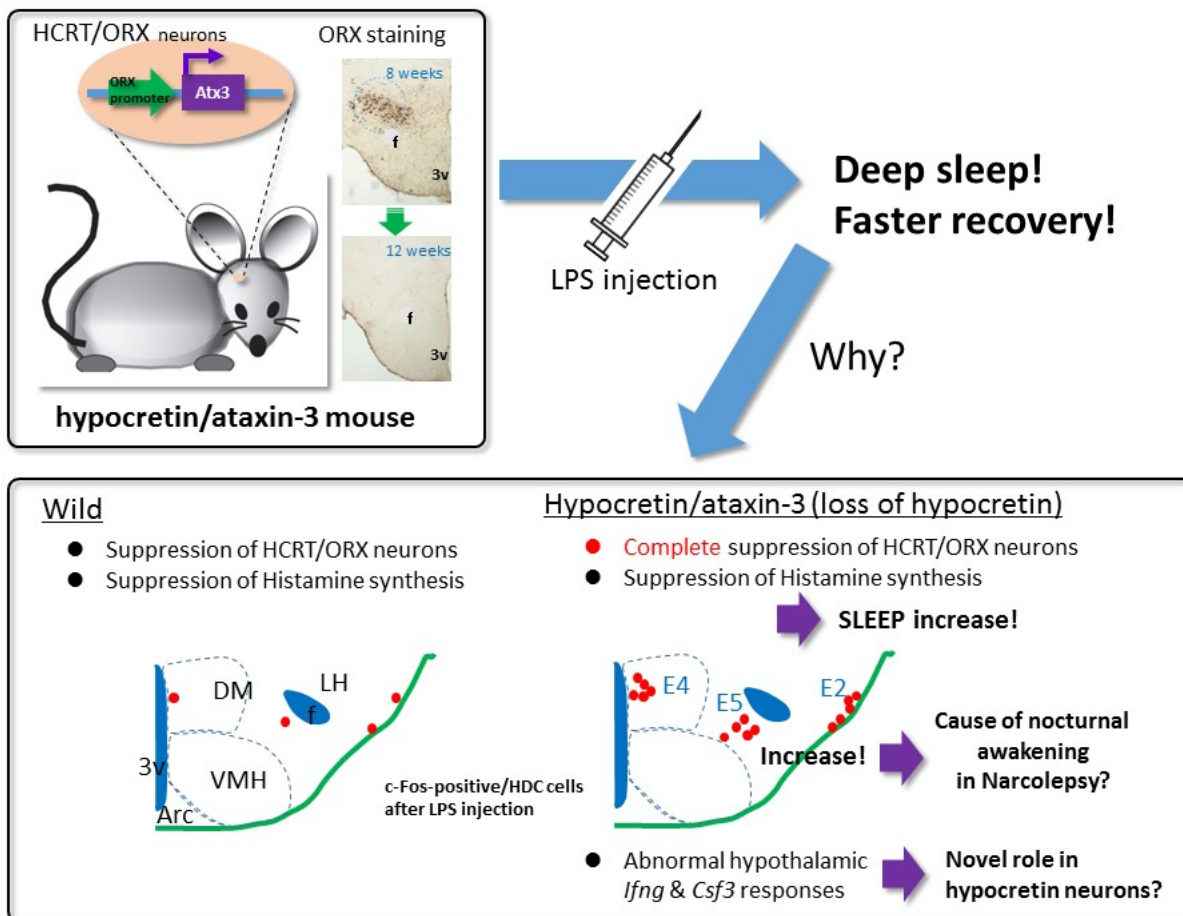 HCRT/ORX neurons
ORX staining
ORX
promoter
Atx3
8 weeks
f
3v
12 weeks
f
3v
hypocretin/ataxin-3 mouse
LPS injection
Deep sleep!
Faster recovery!
Why?
Wild
● Suppression of HCRT/ORX neurons
● Suppression of Histamine synthesis
DM
LH
f
3v
VMH
Arc
c-Fos-positive/HDC cells
after LPS injection
Hypocretin/ataxin-3 (loss of hypocretin)
● Complete suppression of HCRT/ORX neurons
● Suppression of Histamine synthesis
SLEEP increase!
E4
E5
E2
Increase!
Cause of nocturnal
awakening
in Narcolepsy?
● Abnormal hypothalamic
Ifng & Csf3 responses
Novel role in
hypocretin neurons?